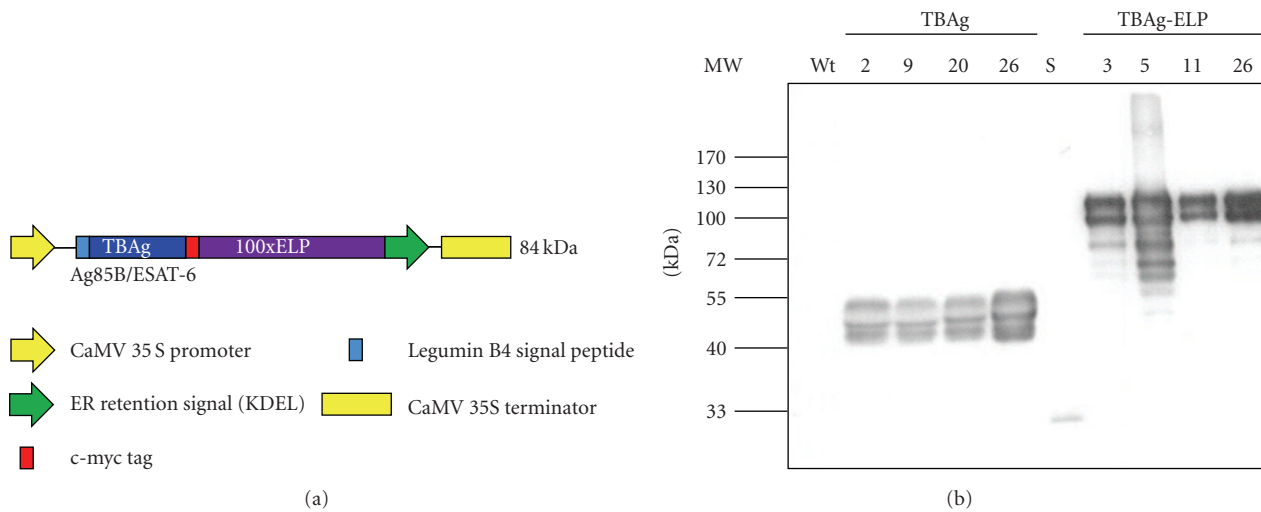 TBAg 100xELP 84 kDa
Ag85B/ESAT-6
CaMV 35 S promoter
Legumin B4 signal peptide
ER retention signal (KDEL)
CaMV 35S terminator
c-myc tag
(a)
TBAg TBAg-ELP
MW Wt 2 9 20 26 S 3 5 11 26
170
130
100
72
55
40
33
(kDa)
(b)